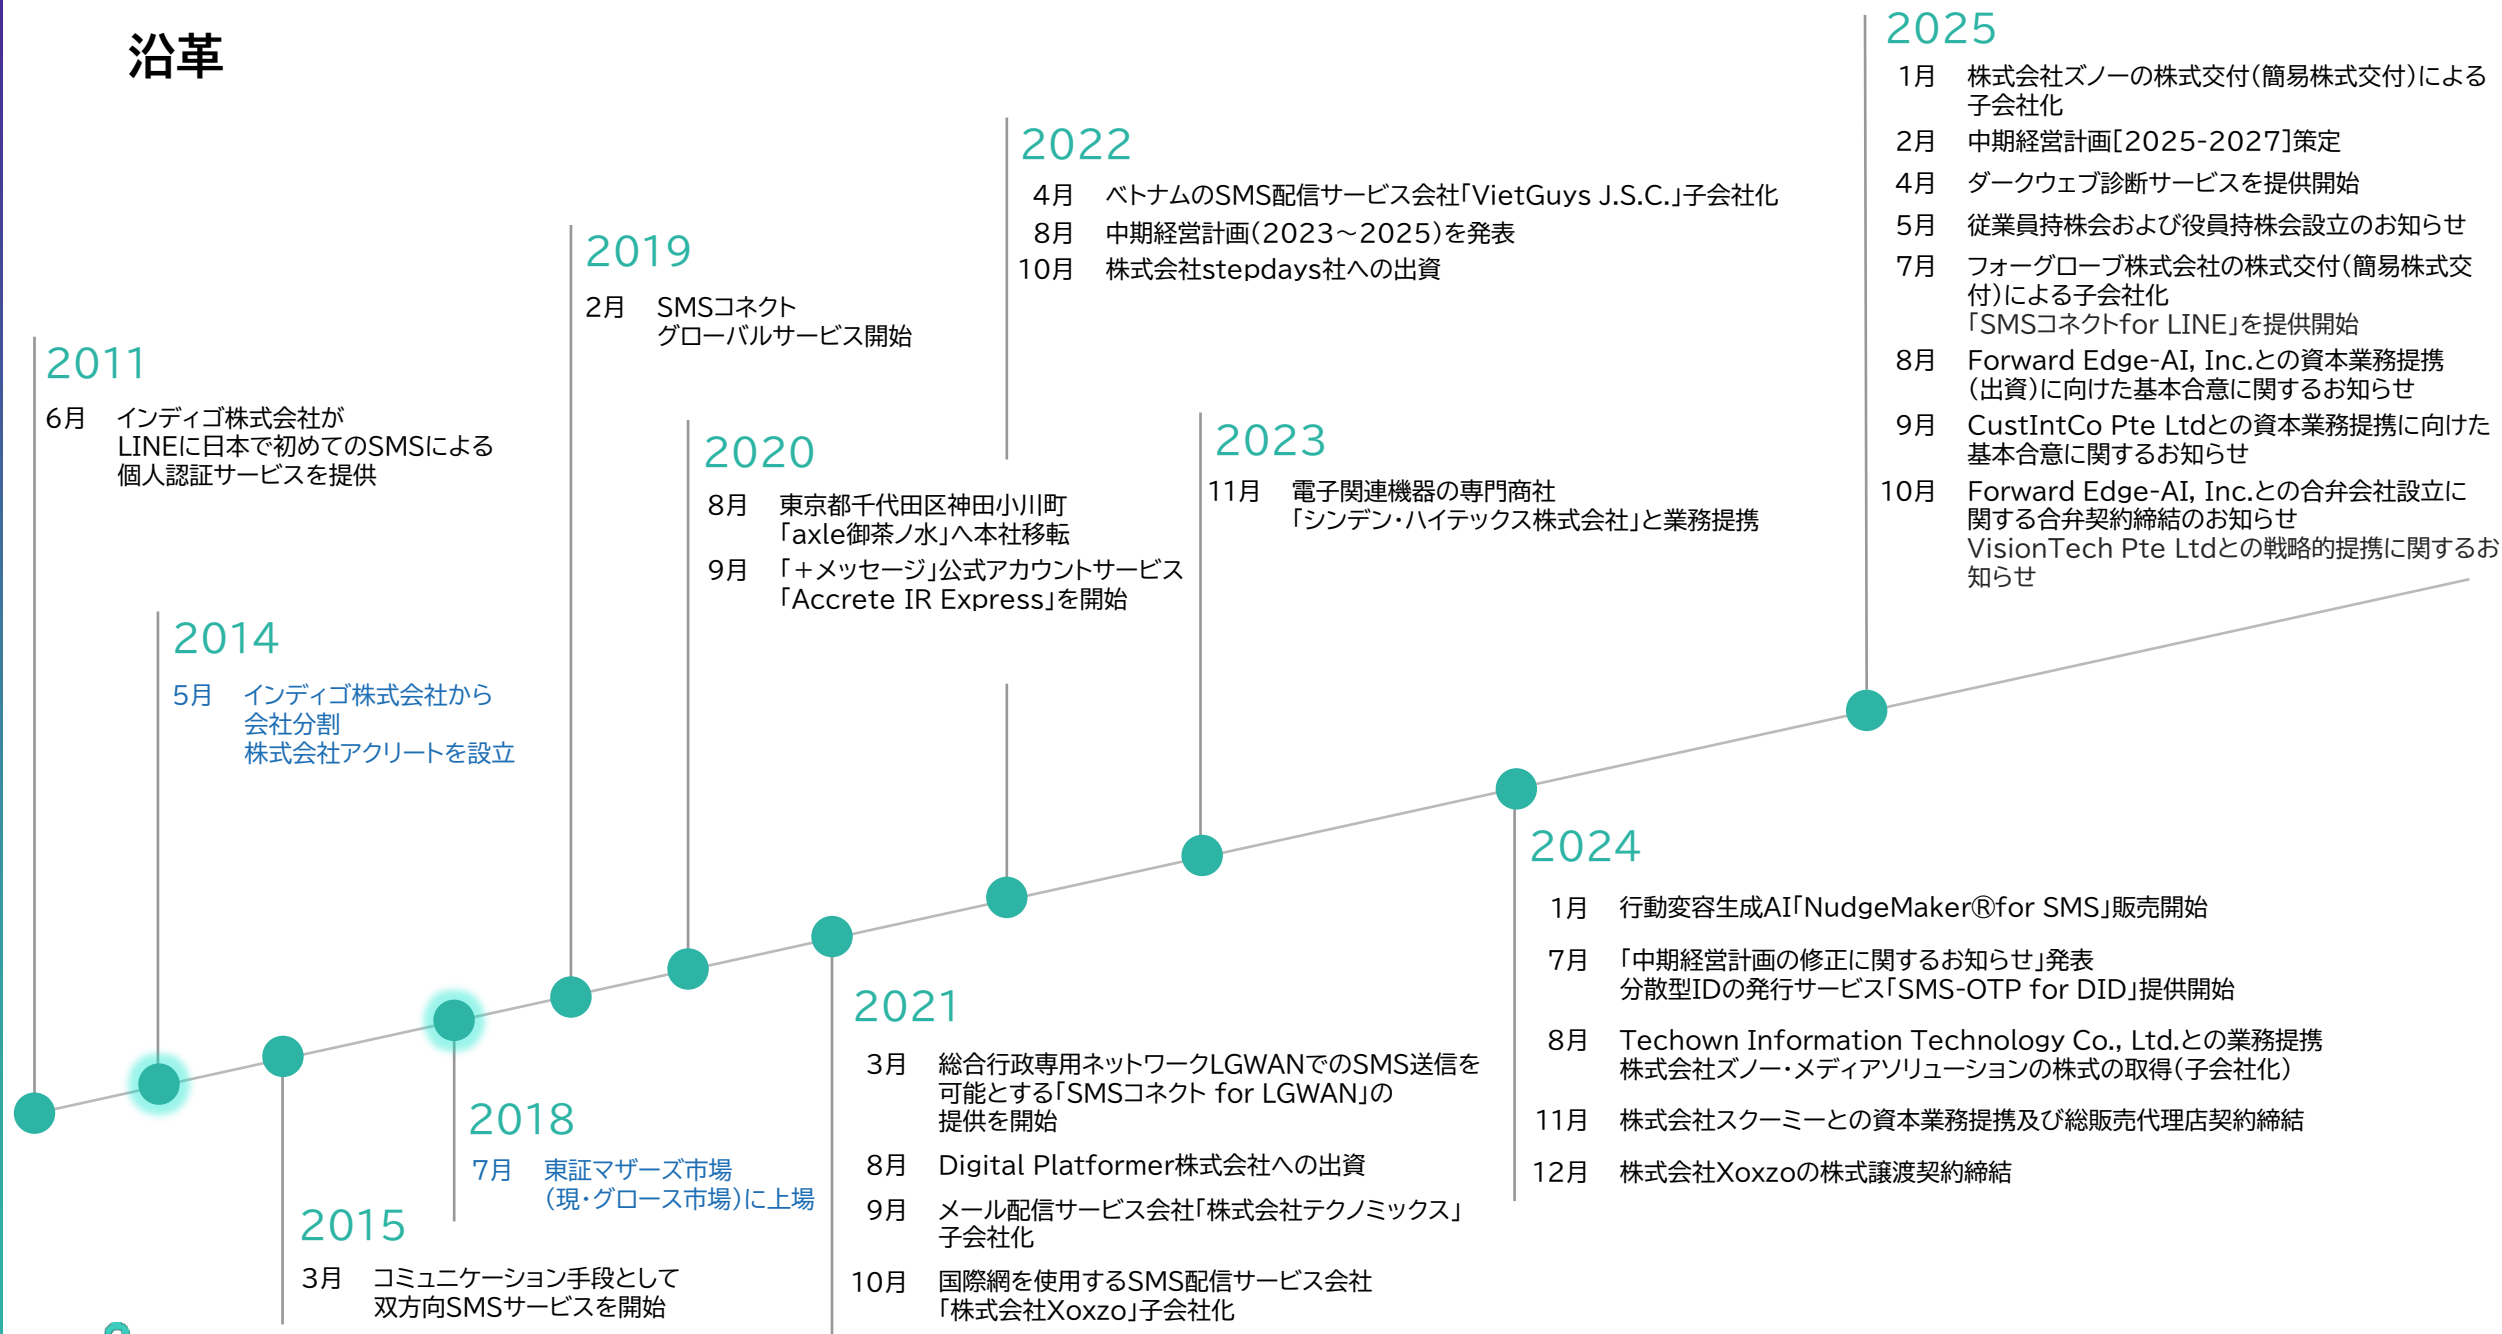 沿革
2011
6月 インディゴ株式会社が
LINEに日本で初めてのSMSによる
個人認証サービスを提供
2014
5月 インディゴ株式会社から
会社分割
株式会社アクリートを設立
2015
3月 コミュニケーション手段として
双方向SMSサービスを開始
2018
7月 東証マザーズ市場
（現・グロース市場）に上場
2019
2月 SMSコネクト
グローバルサービス開始
2020
8月 東京都千代田区神田小川町
「axle御茶ノ水」へ本社移転
9月 「＋メッセージ」公式アカウントサービス
「Accrete IR Express」を開始
2021
3月 総合行政専用ネットワークLGWANでのSMS送信を
可能とする「SMSコネクト for LGWAN」の
提供を開始
8月 Digital Platformer株式会社への出資
9月 メール配信サービス会社「株式会社テクノミックス」
子会社化
10月 国際網を使用するSMS配信サービス会社
「株式会社Xoxzo」子会社化
2022
4月 ベトナムのSMS配信サービス会社「VietGuys J.S.C.」子会社化
8月 中期経営計画（2023～2025）を発表
10月 株式会社stepdays社への出資
2023
11月 電子関連機器の専門商社
「シンデン・ハイテックス株式会社」と業務提携
2024
1月 行動変容生成AI「NudgeMakerⓇfor SMS」販売開始
7月 「中期経営計画の修正に関するお知らせ」発表
分散型IDの発行サービス「SMS-OTP for DID」提供開始
8月 Techown Information Technology Co., Ltd.との業務提携
株式会社ズノー・メディアソリューションの株式の取得（子会社化）
11月 株式会社スクーミーとの資本業務提携及び総販売代理店契約締結
12月 株式会社Xoxzoの株式譲渡契約締結
2025
1月 株式会社ズノーの株式交付（簡易株式交付）による
子会社化
2月 中期経営計画[2025-2027]策定
4月 ダークウェブ診断サービスを提供開始
5月 従業員持株会および役員持株会設立のお知らせ
7月 フォーグローブ株式会社の株式交付（簡易株式交
付）による子会社化
「SMSコネクトfor LINE」を提供開始
8月 Forward Edge-AI, Inc.との資本業務提携
（出資）に向けた基本合意に関するお知らせ
9月 CustIntCo Pte Ltdとの資本業務提携に向けた
基本合意に関するお知らせ
10月 Forward Edge-AI, Inc.との合弁会社設立に
関する合弁契約締結のお知らせ
VisionTech Pte Ltdとの戦略的提携に関するお
知らせ